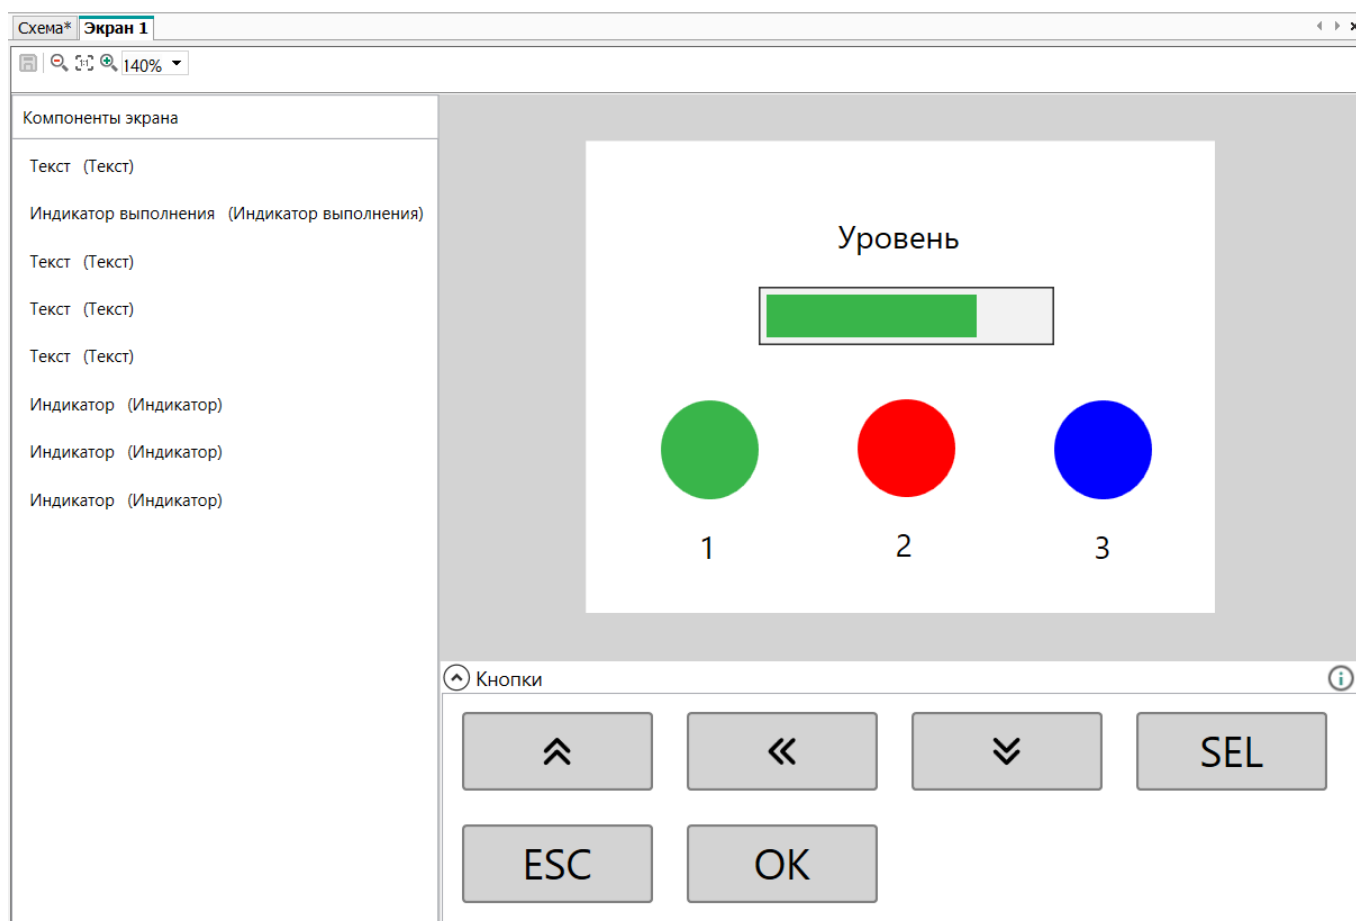 Схема* Экран 1
140%
Компоненты экрана
Текст (Текст)
Индикатор выполнения (Индикатор выполнения)
Текст (Текст)
Текст (Текст)
Текст (Текст)
Индикатор (Индикатор)
Индикатор (Индикатор)
Индикатор (Индикатор)
Уровень
1 2 3
Кнопки
SEL
ESC OK